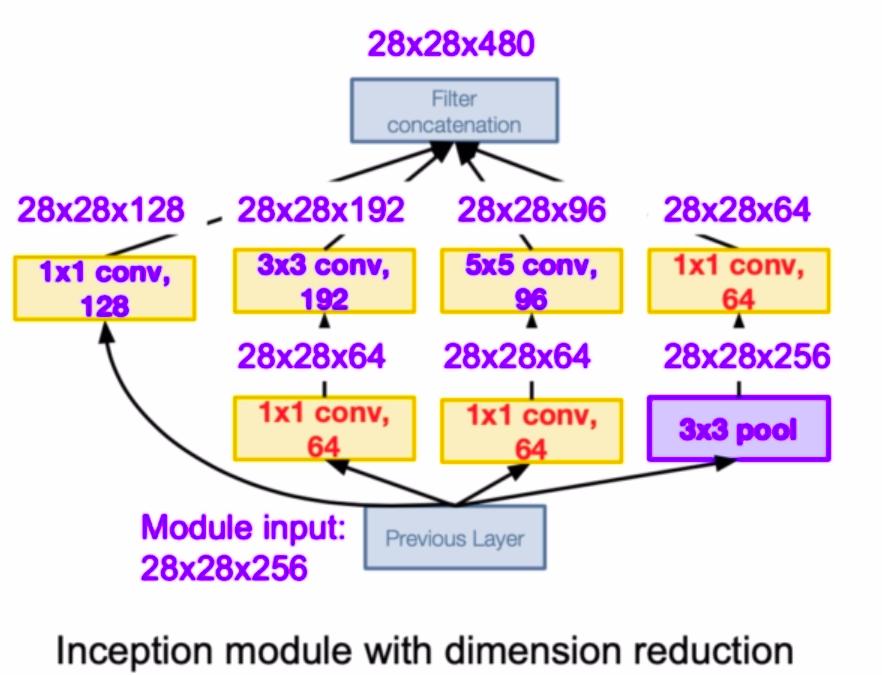 28x28x480
Filter
concatenation
28x28x128
28x28x192
28x28x96
28x28x64
1x1 conv,
128
3x3 conv,
192
5x5 conv,
96
1x1 conv,
64
28x28x64
28x28x64
28x28x256
1x1 conv,
64
1x1 conv,
64
3x3 pool
Module input:
28x28x256
Previous Layer
Inception module with dimension reduction